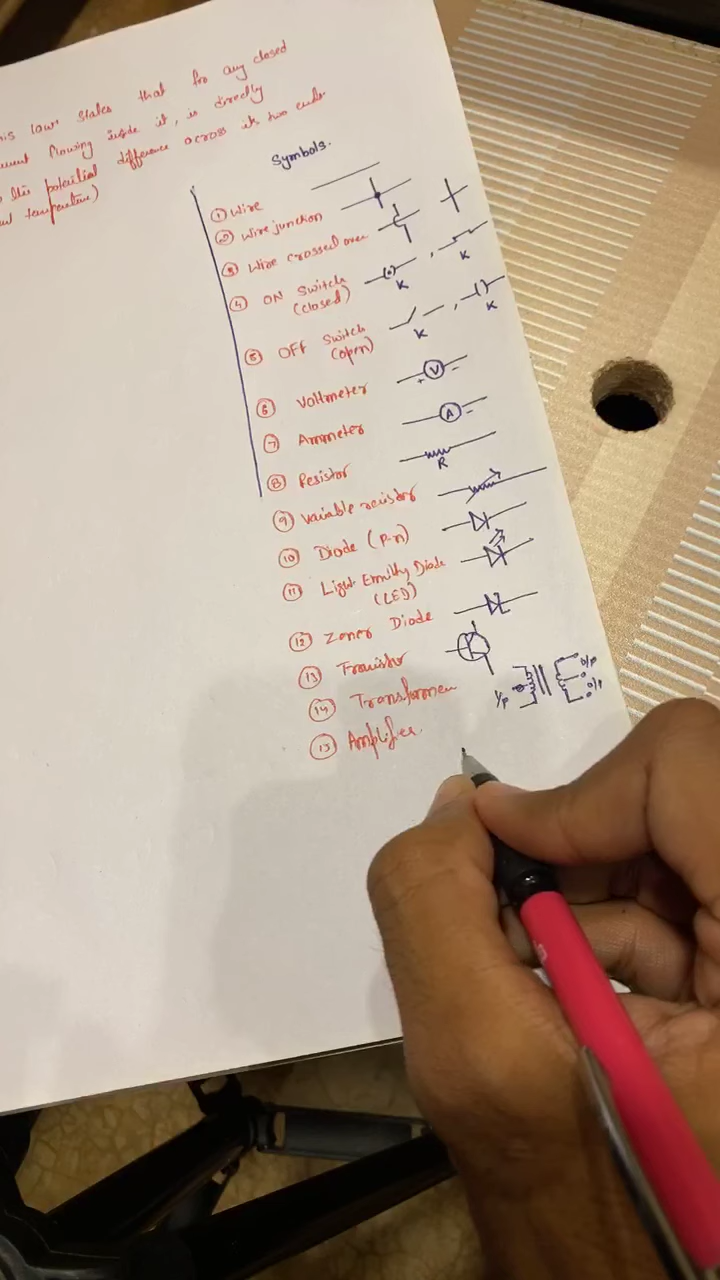 his law states that for any closed
flowing inside it, is directly
potential difference across its two ends
temperature)
Symbols.
① Wire
② Wire junction
③ Wire crossed over
④ ON Switch
(closed)
K , K
⑤ OFF Switch
(open)
K , K
⑥ Voltmeter + V -
⑦ Ammeter A -
⑧ Resistor R
⑨ Variable resistor
⑩ Diode (P-n)
⑪ Light Emitting Diode
(LED)
⑫ Zener Diode
⑬ Transistor
⑭ Transformer I/P O/P
O/P
⑮ Amplifier.